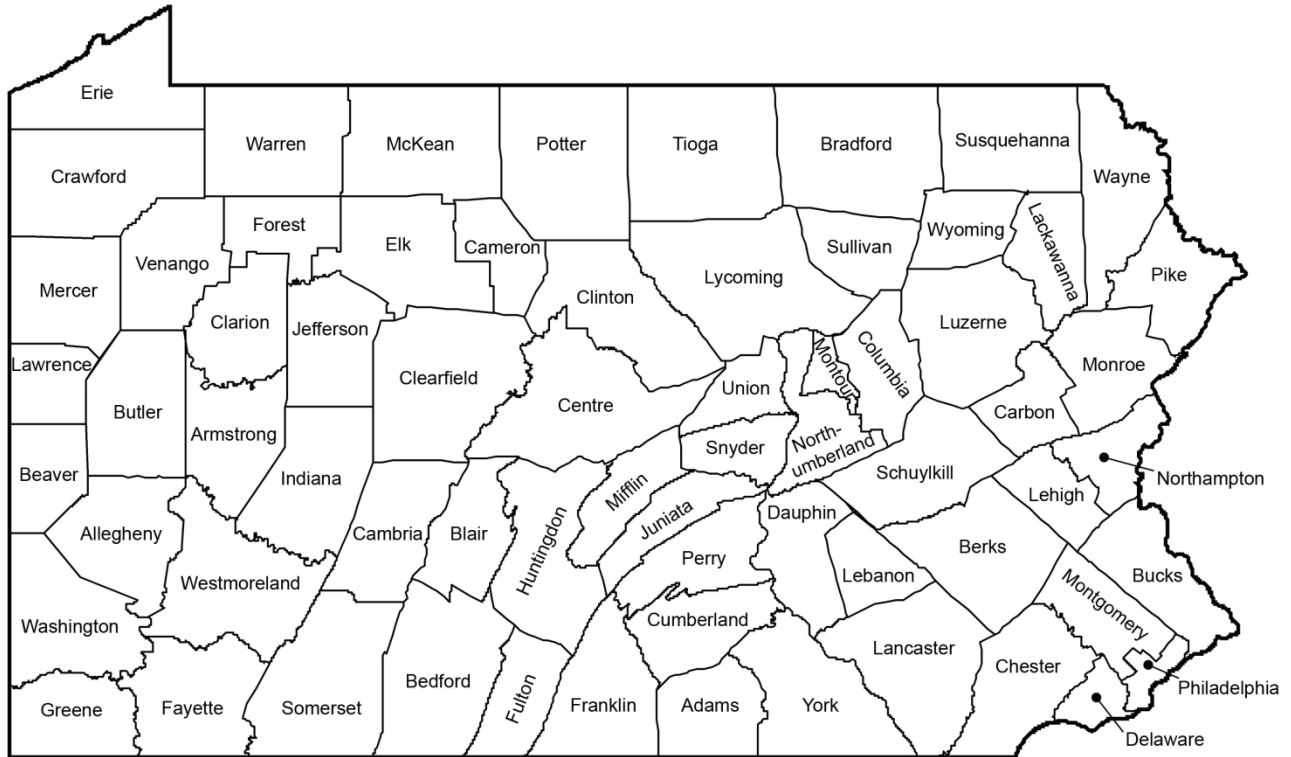 Erie
Warren
McKean
Potter
Tioga
Bradford
Susquehanna
Wayne
Crawford
Forest
Elk
Cameron
Sullivan
Wyoming
Lackawanna
Venango
Pike
Mercer
Clarion
Jefferson
Clinton
Lycoming
Luzerne
Lawrence
Clearfield
Montour
Columbia
Monroe
Butler
Armstrong
Centre
Union
Carbon
Beaver
Indiana
Snyder
North-
umberland
Schuylkill
Northampton
Mifflin
Lehigh
Allegheny
Cambria
Blair
Huntingdon
Juniata
Dauphin
Westmoreland
Perry
Lebanon
Berks
Bucks
Washington
Cumberland
Montgomery
Lancaster
Chester
Philadelphia
Greene
Fayette
Somerset
Bedford
Fulton
Franklin
Adams
York
Delaware